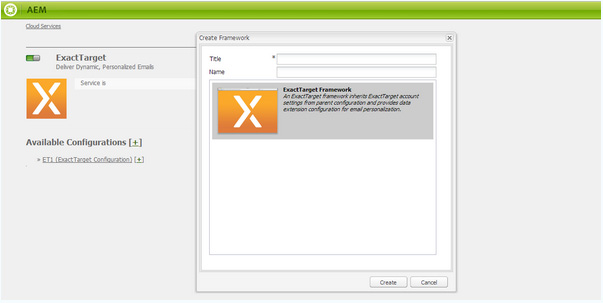 AEM
Cloud Services
ExactTarget
Deliver Dynamic, Personalized Emails
Service is
Available Configurations [+]
» ET1 (ExactTarget Configuration) [+]
Create Framework
Title *
Name
ExactTarget Framework
An ExactTarget framework inherits ExactTarget account
settings from parent configuration and provides data
extension configuration for email personalization.
Create
Cancel